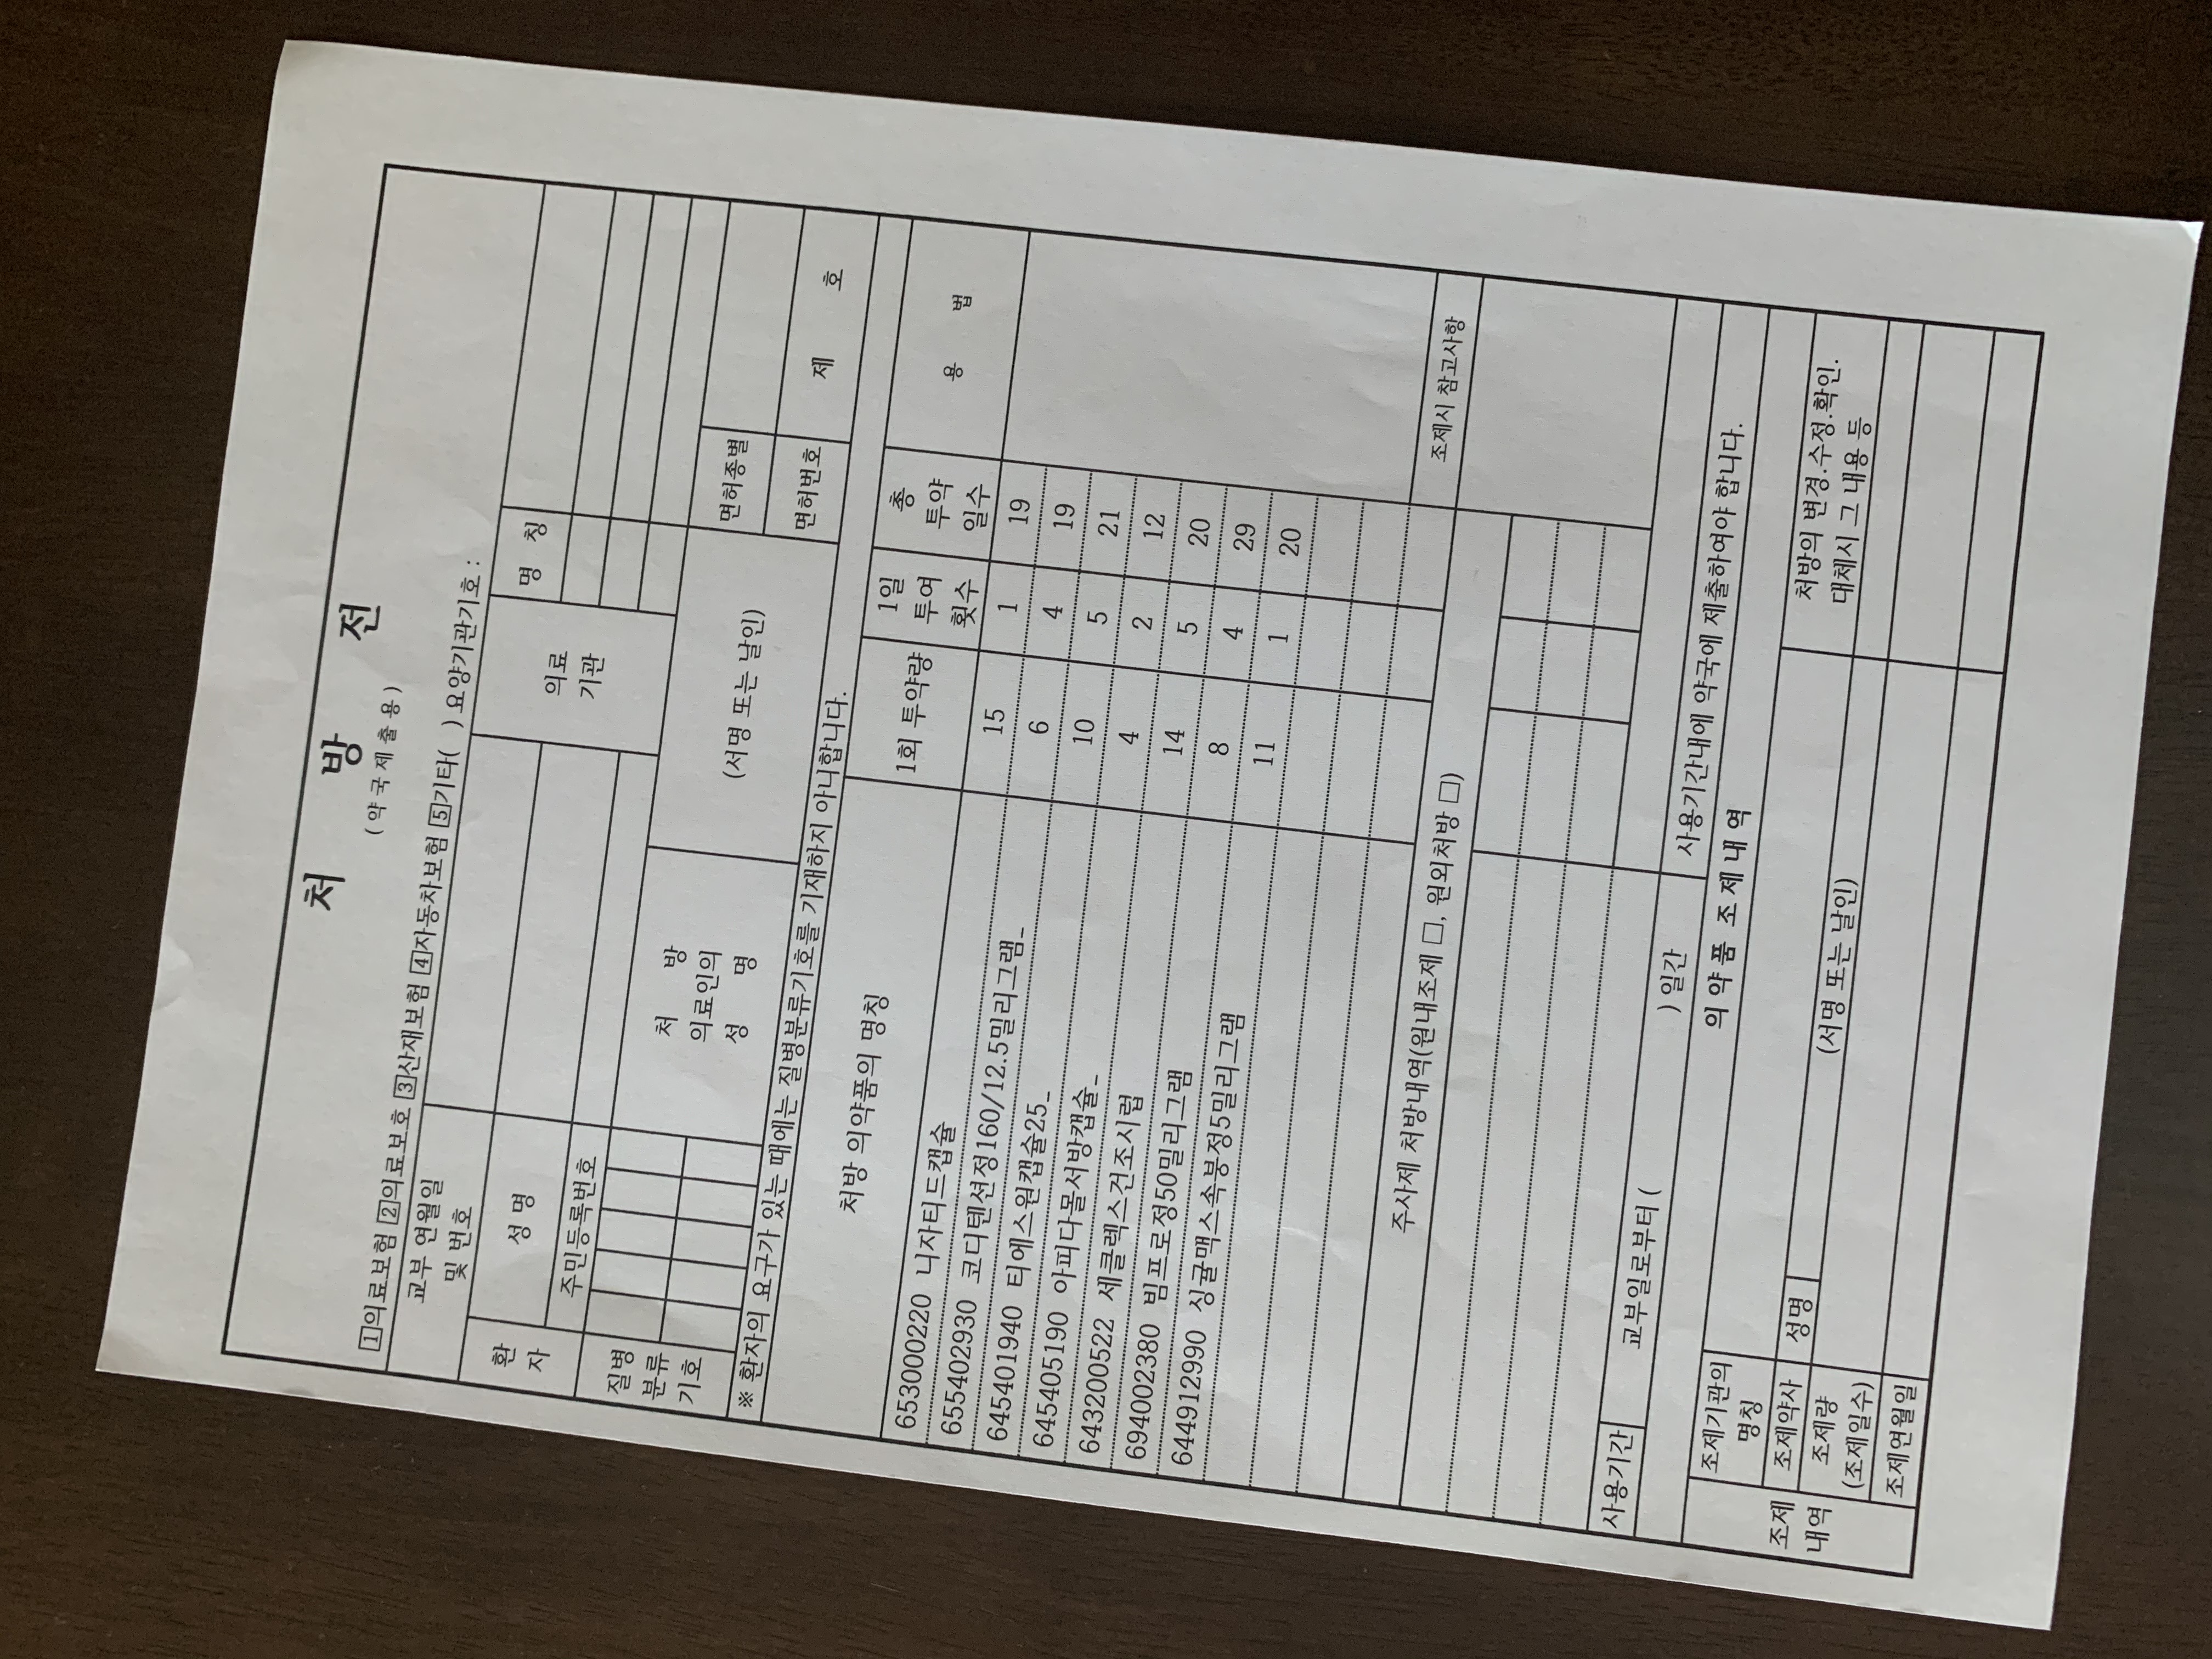 처 방 전
(약국제출용)
1의료보험 2의료보호 3산재보험 4자동차보험 5기타( ) 요양기관기호 :
교부 연월일
및 번호
환
자
성 명
주민등록번호
의료
기관
명 칭
질병
분류
기호
처 방
의료인의
성 명
(서명 또는 날인)
면허종별
면허번호
제 호
※ 환자의 요구가 있는 때에는 질병분류기호를 기재하지 아니합니다.
처방 의약품의 명칭
1회 투약량
1일
투여
횟수
총
투약
일수
용 법
653000220 니자티드캡슐 15 1 19
655402930 코디텐션정160/12.5밀리그램_ 6 4 19
645401940 티에스원캡슐25_ 10 5 21
645405190 아피다몰서방캡슐_ 4 2 12
643200522 세클렉스건조시럽 14 5 20
694002380 빔프로정50밀리그램 8 4 29
644912990 싱귤맥스속붕정5밀리그램 11 1 20
주사제 처방내역(원내조제 □, 원외처방 □)
조제시 참고사항
사용기간
교부일로부터 ( ) 일간
사용기간내에 약국에 제출하여야 합니다.
의 약 품 조 제 내 역
조제
내역
조제기관의
명칭
처방의 변경.수정.확인.
대체시 그 내용 등
조제약사
성명
(서명 또는 날인)
조제량
(조제일수)
조제연월일